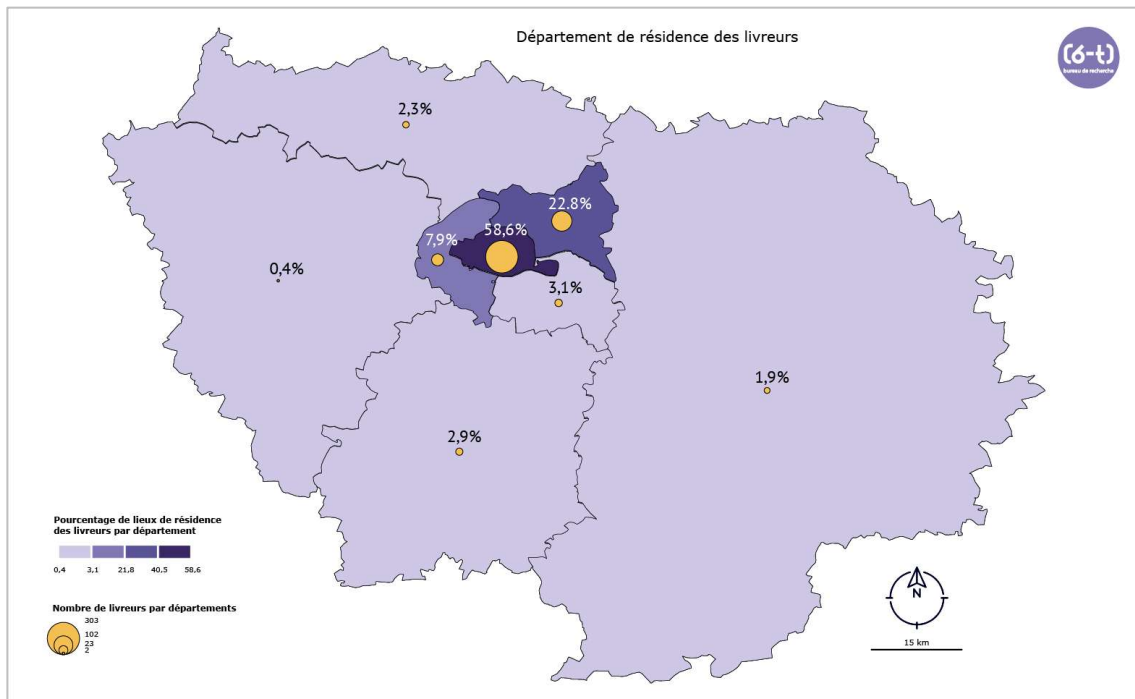 Département de résidence des livreurs
(6-t)
bureau de recherche
2,3%
22.8%
58,6%
7,9%
0,4%
3,1%
1,9%
2,9%
Pourcentage de lieux de résidence
des livreurs par département
0,4 3,1 21,8 40,5 58,6
Nombre de livreurs par départements
303
102
23
2
N
15 km